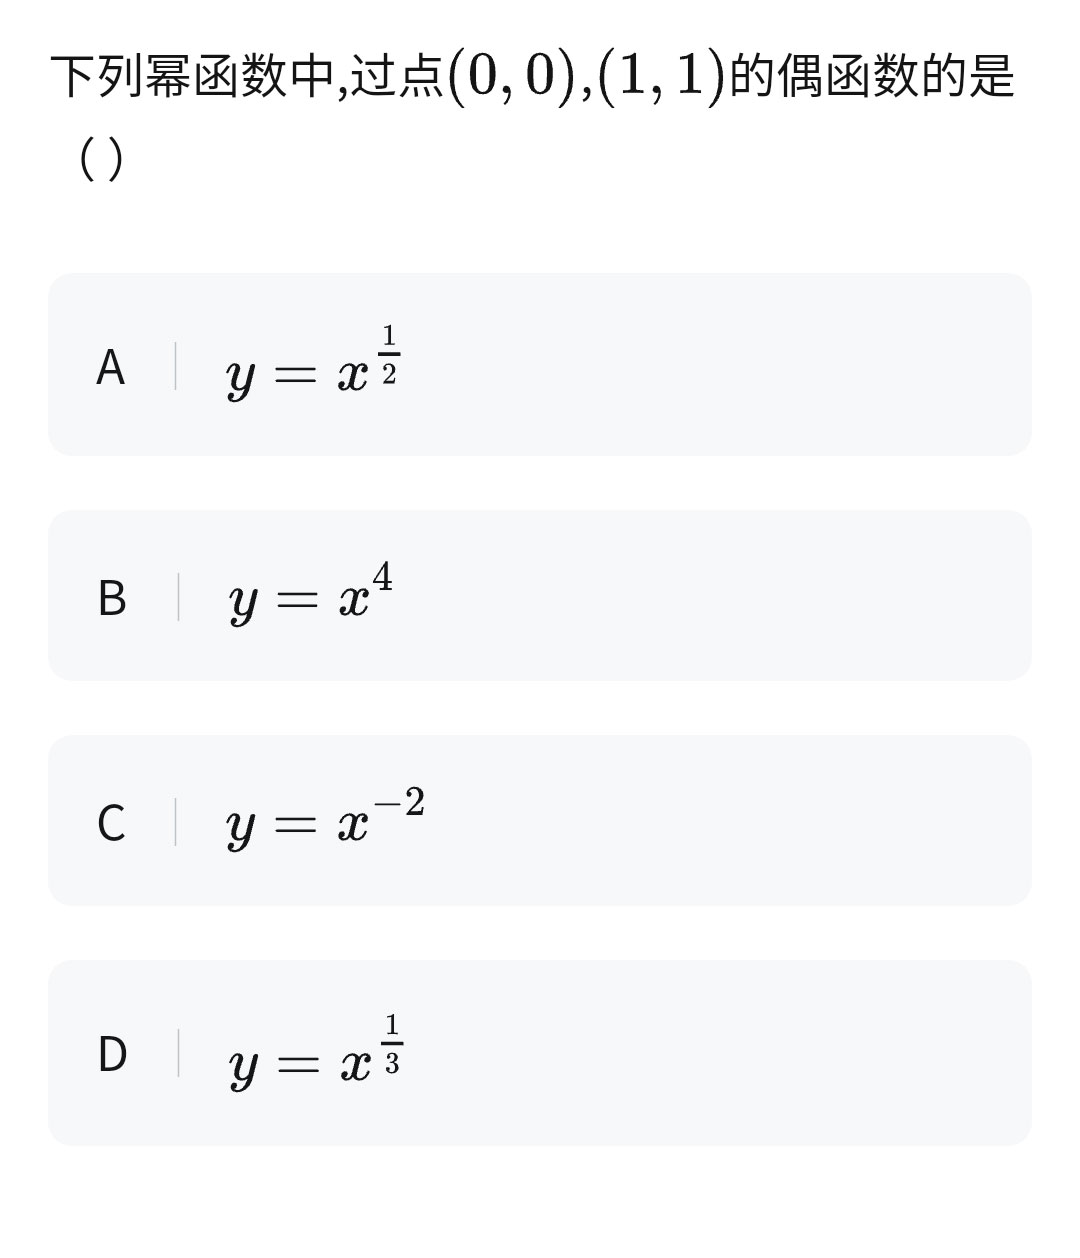 下列幂函数中,过点(0, 0),(1, 1)的偶函数的是
( )
A | y = x^{\frac{1}{2}}
B | y = x^4
C | y = x^{-2}
D | y = x^{\frac{1}{3}}